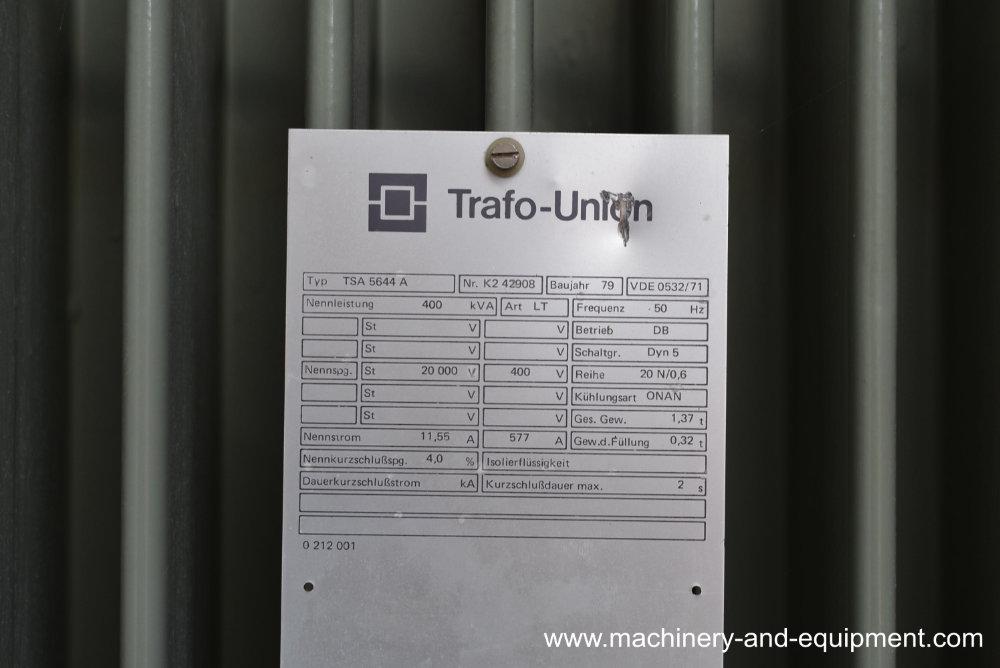 Trafo-Union
Typ TSA 5644 A Nr. K2 42908 Baujahr 79 VDE 0532/71
Nennleistung 400 kVA Art LT Frequenz 50 Hz
St V V Betrieb DB
St V V Schaltgr. Dyn 5
Nennspg. St 20 000 V 400 V Reihe 20 N/0,6
St V V Kühlungsart ONAN
St V V Ges. Gew. 1,37 t
Nennstrom 11,55 A 577 A Gew.d.Füllung 0,32 t
Nennkurzschlußspg. 4,0 % Isolierflüssigkeit
Dauerkurzschlußstrom kA Kurzschlußdauer max. 2 s
0 212 001
www.machinery-and-equipment.com